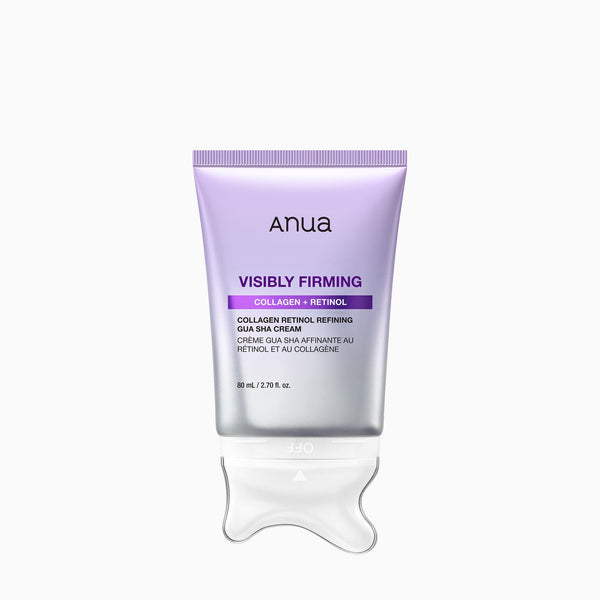 Anua
VISIBLY FIRMING
COLLAGEN + RETINOL
COLLAGEN RETINOL REFINING
GUA SHA CREAM
CRÈME GUA SHA AFFINANTE AU
RÉTINOL ET AU COLLAGÈNE
80 mL / 2.70 fl. oz.
OFF